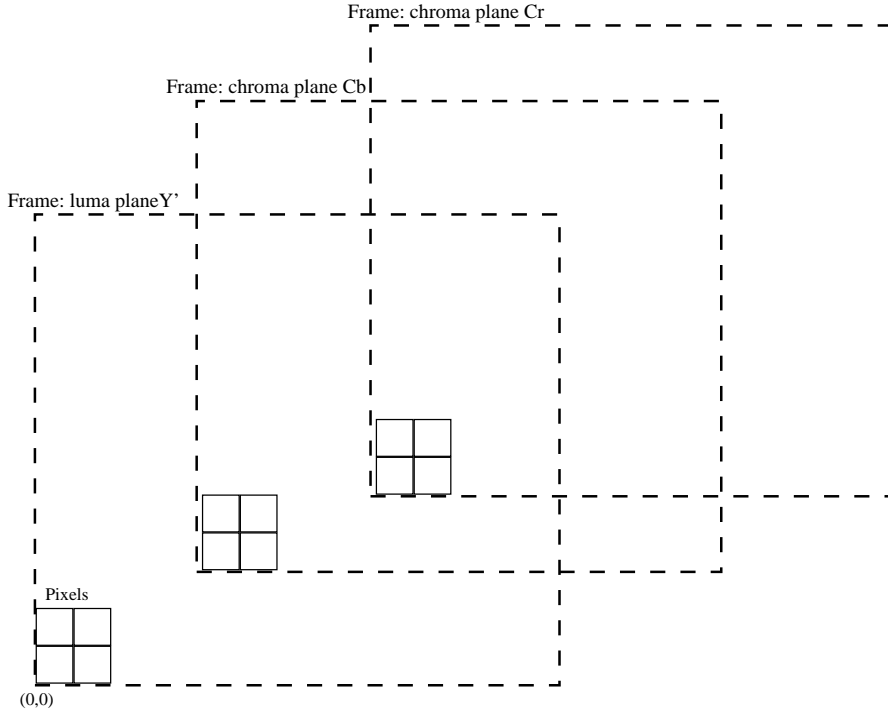 Frame: chroma plane Cr
Frame: chroma plane Cb
Frame: luma planeY’
Pixels
(0,0)